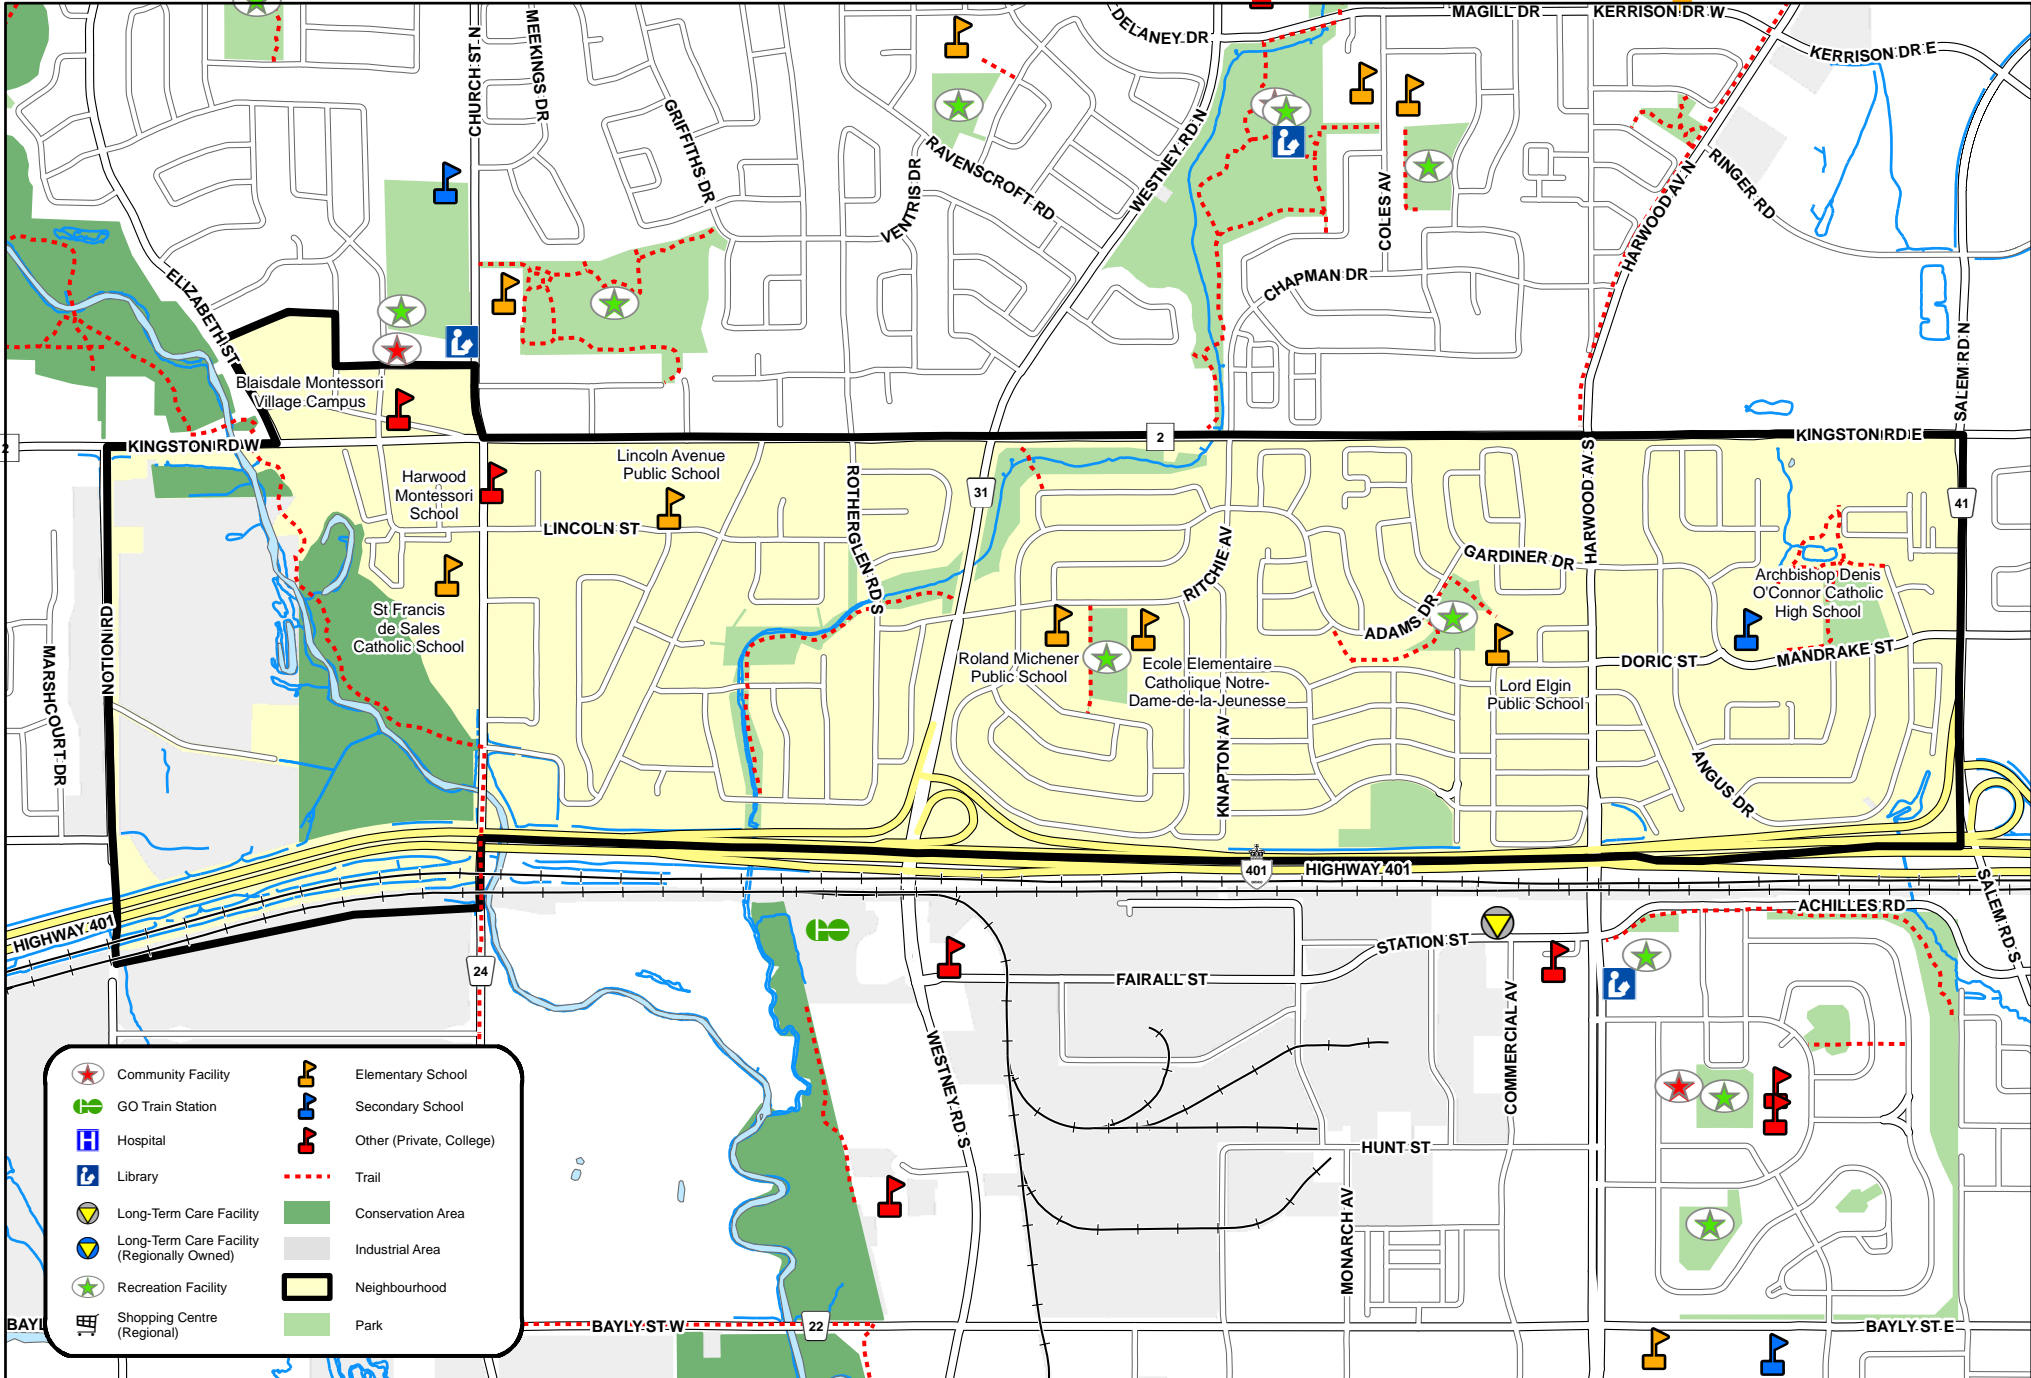 MAGILL DR
KERRISON DR W
DELANEY DR
KERRISON DR E
CHURCH ST N
MEEKINGS DR
GRIFFITHS DR
RAVENSCROFT RD
VENTRIS DR
WESTNEY RD N
COLES AV
RINGER RD
HARWOOD AV N
CHAPMAN DR
ELIZABETH ST
SALEM RD N
Blaisdale Montessori
Village Campus
2
KINGSTON RD W
2
KINGSTON RD E
Lincoln Avenue
Public School
Harwood
Montessori
School
31
41
LINCOLN ST
ROTHERGLEN RD S
RITCHIE AV
HARWOOD AV S
GARDINER DR
Archbishop Denis
O'Connor Catholic
High School
St Francis
de Sales
Catholic School
NOTION RD
MARSHCOURT DR
ADAMS DR
Roland Michener
Public School
Ecole Elementaire
Catholique Notre-
Dame-de-la-Jeunesse
DORIC ST
MANDRAKE ST
Lord Elgin
Public School
KNAPTON AV
ANGUS DR
401
HIGHWAY 401
HIGHWAY 401
SALEM RD S
ACHILLES RD
STATION ST
24
FAIRALL ST
COMMERCIAL AV
WESTNEY RD S
HUNT ST
MONARCH AV
BAYLY ST W
22
BAYLY ST E
BAYL
Community Facility
GO Train Station
H
Hospital
Library
Long-Term Care Facility
Long-Term Care Facility
(Regionally Owned)
Recreation Facility
Shopping Centre
(Regional)
Elementary School
Secondary School
Other (Private, College)
Trail
Conservation Area
Industrial Area
Neighbourhood
Park